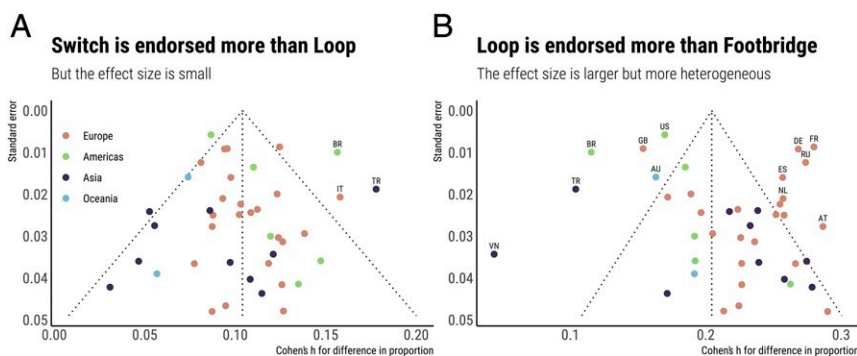 A
Switch is endorsed more than Loop
But the effect size is small
Standard error
0.00
0.01
0.02
0.03
0.04
0.05
Europe
Americas
Asia
Oceania
BR
TR
IT
0.00
0.05
0.10
0.15
0.20
Cohen's h for difference in proportion
B
Loop is endorsed more than Footbridge
The effect size is larger but more heterogeneous
Standard error
0.00
0.01
0.02
0.03
0.04
0.05
US
BR
GB
DE
FR
RU
AU
ES
TR
NL
AT
VN
0.1
0.2
0.3
Cohen's h for difference in proportion